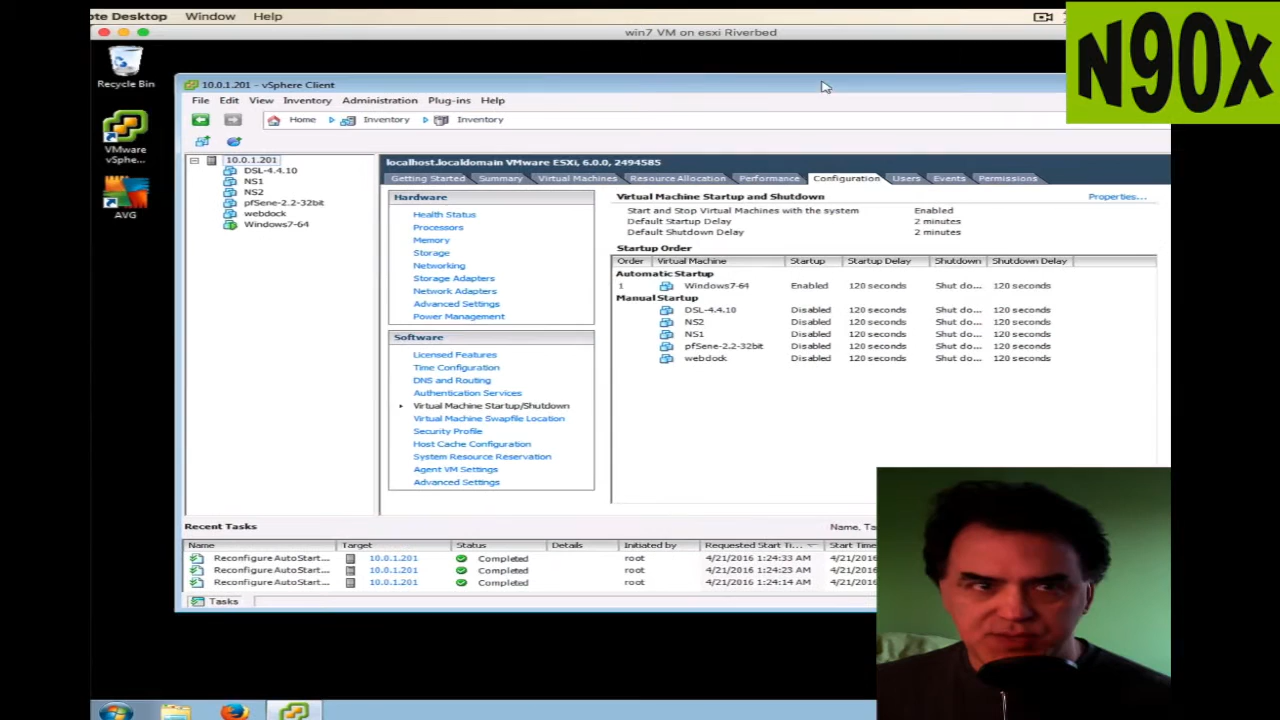 ote Desktop Window Help
win7 VM on esxi Riverbed
N90X
Recycle Bin
VMware vSphe...
AVG
10.0.1.201 - vSphere Client
File Edit View Inventory Administration Plug-ins Help
Home Inventory Inventory
10.0.1.201
DSL-4.4.10
NS1
NS2
pfSene-2.2-32bit
webdock
Windows7-64
localhost.localdomain VMware ESXi, 6.0.0, 2494585
Getting Started Summary Virtual Machines Resource Allocation Performance Configuration Users Events Permissions
Hardware
Health Status
Processors
Memory
Storage
Networking
Storage Adapters
Network Adapters
Advanced Settings
Power Management
Software
Licensed Features
Time Configuration
DNS and Routing
Authentication Services
Virtual Machine Startup/Shutdown
Virtual Machine Swapfile Location
Security Profile
Host Cache Configuration
System Resource Reservation
Agent VM Settings
Advanced Settings
Virtual Machine Startup and Shutdown Properties...
Start and Stop Virtual Machines with the system Enabled
Default Startup Delay 2 minutes
Default Shutdown Delay 2 minutes
Startup Order
Order Virtual Machine Startup Startup Delay Shutdown Shutdown Delay
Automatic Startup
1 Windows7-64 Enabled 120 seconds Shut do... 120 seconds
Manual Startup
DSL-4.4.10 Disabled 120 seconds Shut do... 120 seconds
NS2 Disabled 120 seconds Shut do... 120 seconds
NS1 Disabled 120 seconds Shut do... 120 seconds
pfSene-2.2-32bit Disabled 120 seconds Shut do... 120 seconds
webdock Disabled 120 seconds Shut do... 120 seconds
Recent Tasks Name, Ta
Name Target Status Details Initiated by Requested Start Ti... Start Time
Reconfigure AutoStart... 10.0.1.201 Completed root 4/21/2016 1:24:33 AM 4/21/2016
Reconfigure AutoStart... 10.0.1.201 Completed root 4/21/2016 1:24:23 AM 4/21/2016
Reconfigure AutoStart... 10.0.1.201 Completed root 4/21/2016 1:24:14 AM 4/21/2016
Tasks